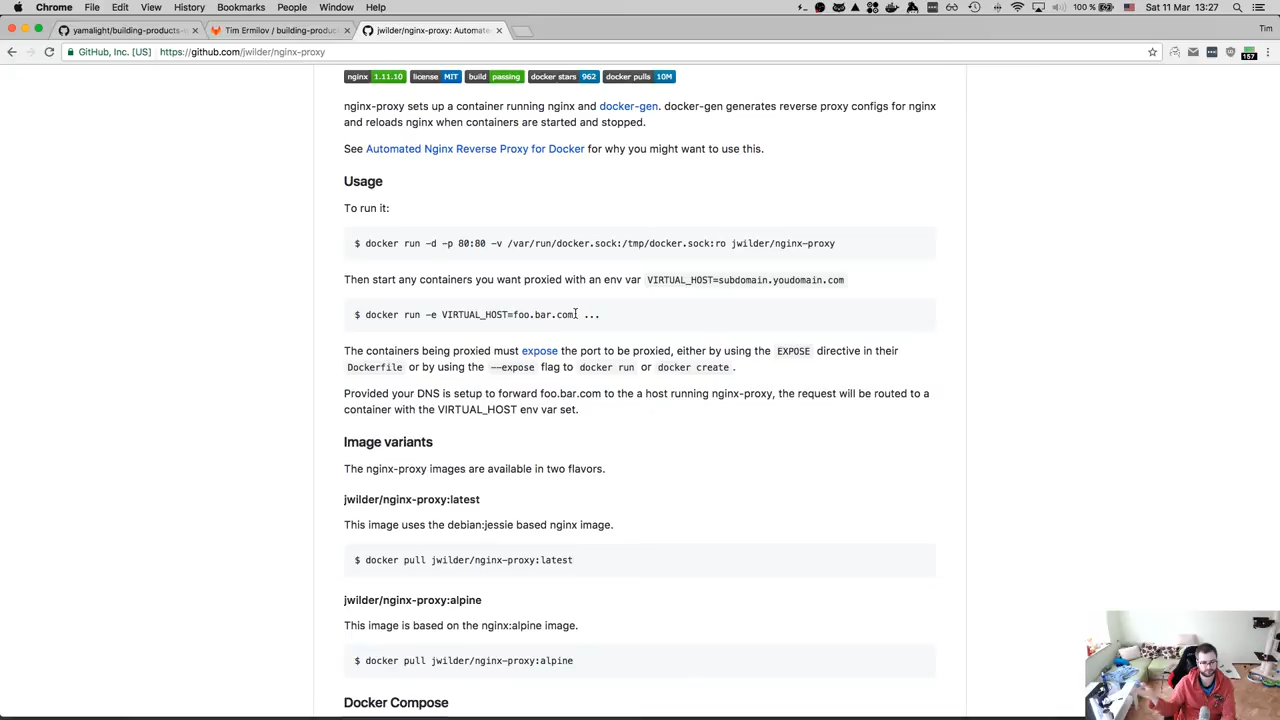 Chrome File Edit View History Bookmarks People Window Help 100 % Sat 11 Mar 13:27
yamalight/building-products-s Tim Ermilov / building-produc jwilder/nginx-proxy: Automate Tim
GitHub, Inc. [US] https://github.com/jwilder/nginx-proxy 157
nginx 1.11.10 license MIT build passing docker stars 962 docker pulls 10M
nginx-proxy sets up a container running nginx and docker-gen. docker-gen generates reverse proxy configs for nginx
and reloads nginx when containers are started and stopped.
See Automated Nginx Reverse Proxy for Docker for why you might want to use this.
Usage
To run it:
$ docker run -d -p 80:80 -v /var/run/docker.sock:/tmp/docker.sock:ro jwilder/nginx-proxy
Then start any containers you want proxied with an env var VIRTUAL_HOST=subdomain.youdomain.com
$ docker run -e VIRTUAL_HOST=foo.bar.com ...
The containers being proxied must expose the port to be proxied, either by using the EXPOSE directive in their
Dockerfile or by using the --expose flag to docker run or docker create.
Provided your DNS is setup to forward foo.bar.com to the a host running nginx-proxy, the request will be routed to a
container with the VIRTUAL_HOST env var set.
Image variants
The nginx-proxy images are available in two flavors.
jwilder/nginx-proxy:latest
This image uses the debian:jessie based nginx image.
$ docker pull jwilder/nginx-proxy:latest
jwilder/nginx-proxy:alpine
This image is based on the nginx:alpine image.
$ docker pull jwilder/nginx-proxy:alpine
Docker Compose